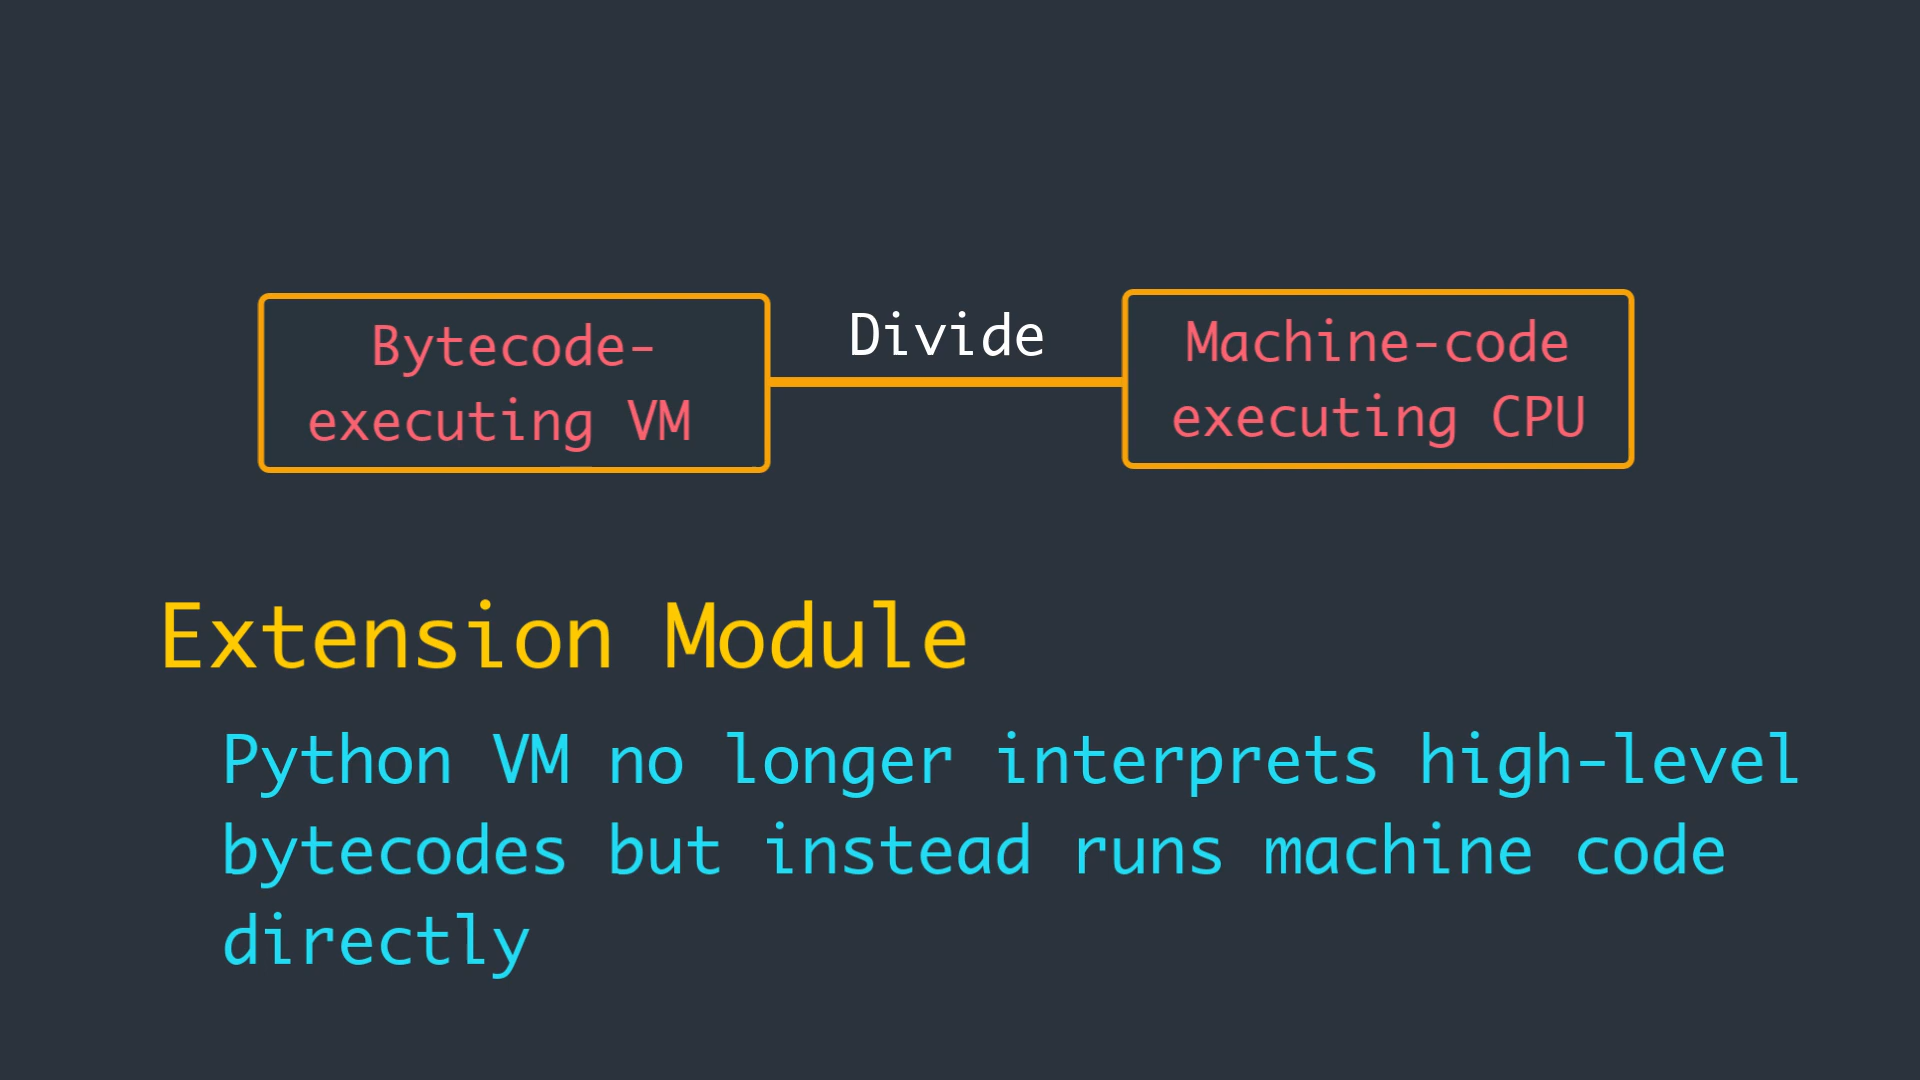 Bytecode-
executing VM
Divide
Machine-code
executing CPU
Extension Module
Python VM no longer interprets high-level
bytecodes but instead runs machine code
directly